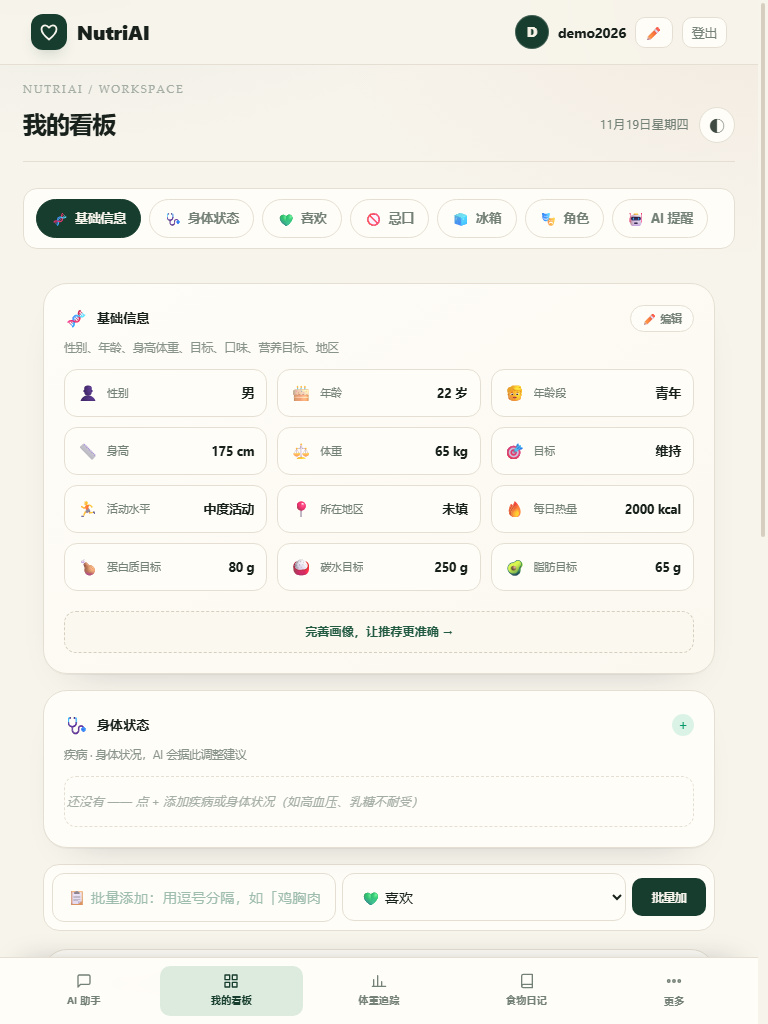 NutriAI
D
demo2026
登出
NUTRIAI / WORKSPACE
我的看板
11月19日星期四
基础信息
身体状态
喜欢
忌口
冰箱
角色
AI 提醒
基础信息
编辑
性别、年龄、身高体重、目标、口味、营养目标、地区
性别 男
年龄 22 岁
年龄段 青年
身高 175 cm
体重 65 kg
目标 维持
活动水平 中度活动
所在地区 未填
每日热量 2000 kcal
蛋白质目标 80 g
碳水目标 250 g
脂肪目标 65 g
完善画像，让推荐更准确 →
身体状态
+
疾病 · 身体状况，AI 会据此调整建议
还没有 —— 点 + 添加疾病或身体状况（如高血压、乳糖不耐受）
批量添加：用逗号分隔，如「鸡胸肉
喜欢
批量加
AI 助手
我的看板
体重追踪
食物日记
更多